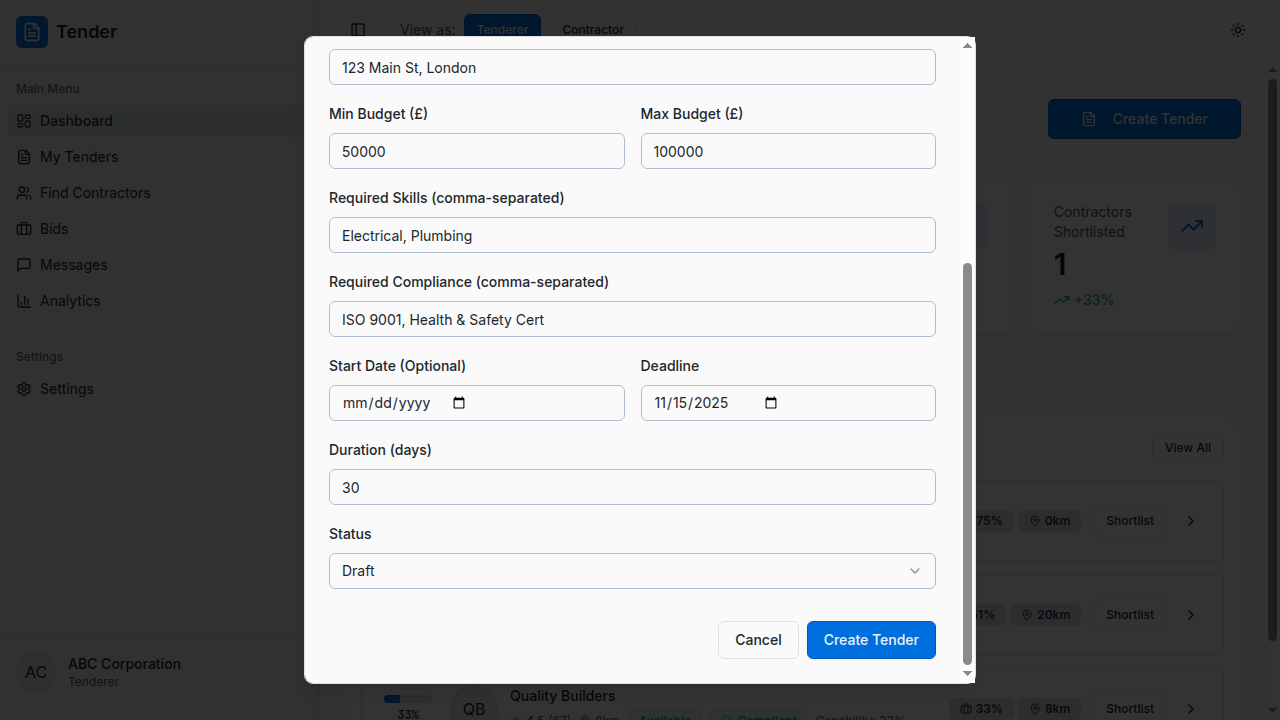 Tender
View as:
Tenderer
Contractor
Main Menu
Dashboard
My Tenders
Find Contractors
Bids
Messages
Analytics
Settings
Settings
AC
ABC Corporation
Tenderer
Create Tender
Contractors
Shortlisted
1
+33%
View All
75%
0km
Shortlist
20km
Shortlist
33%
QB
Quality Builders
33%
8km
Shortlist
123 Main St, London
Min Budget (£)
Max Budget (£)
50000
100000
Required Skills (comma-separated)
Electrical, Plumbing
Required Compliance (comma-separated)
ISO 9001, Health & Safety Cert
Start Date (Optional)
Deadline
mm/dd/yyyy
11/15/2025
Duration (days)
30
Status
Draft
Cancel
Create Tender